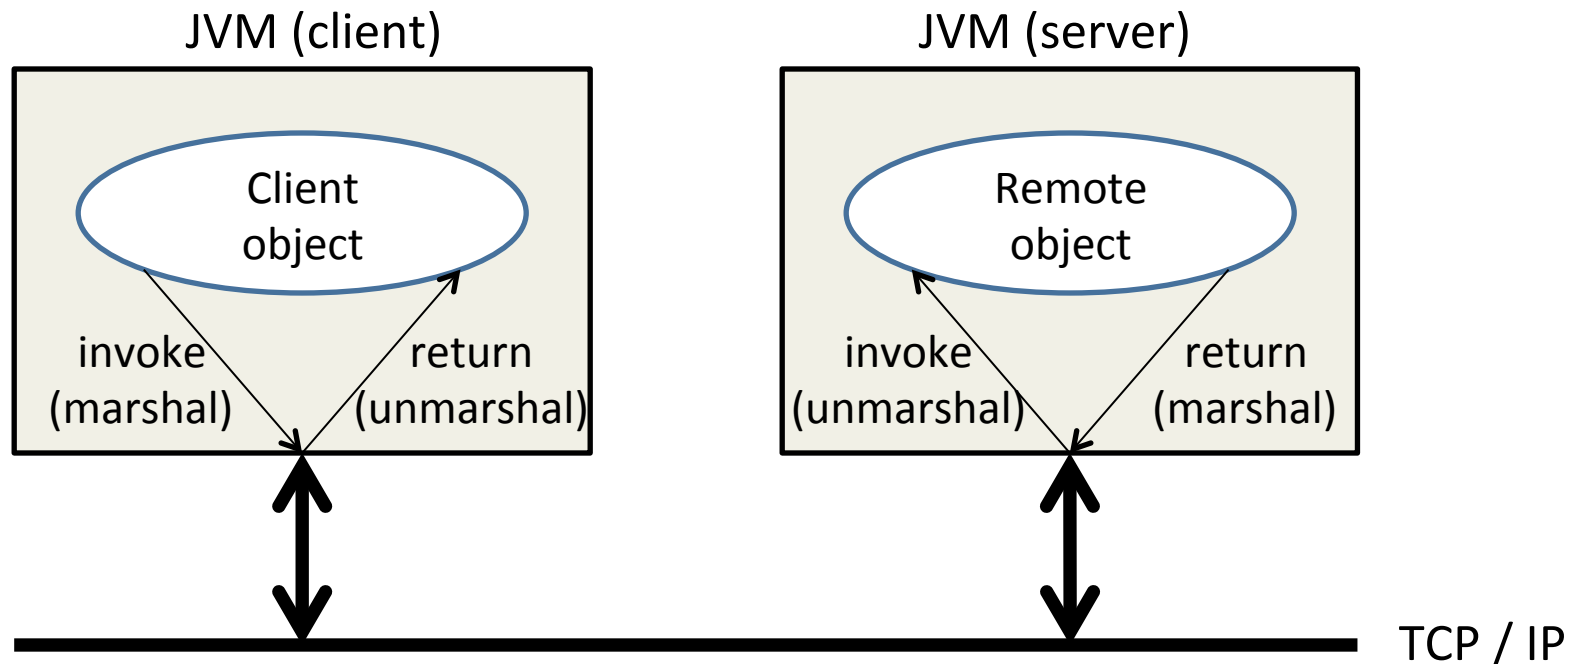 JVM (client)
JVM (server)
Client
object
invoke
(marshal)
return
(unmarshal)
Remote
object
invoke
(unmarshal)
return
(marshal)
TCP / IP